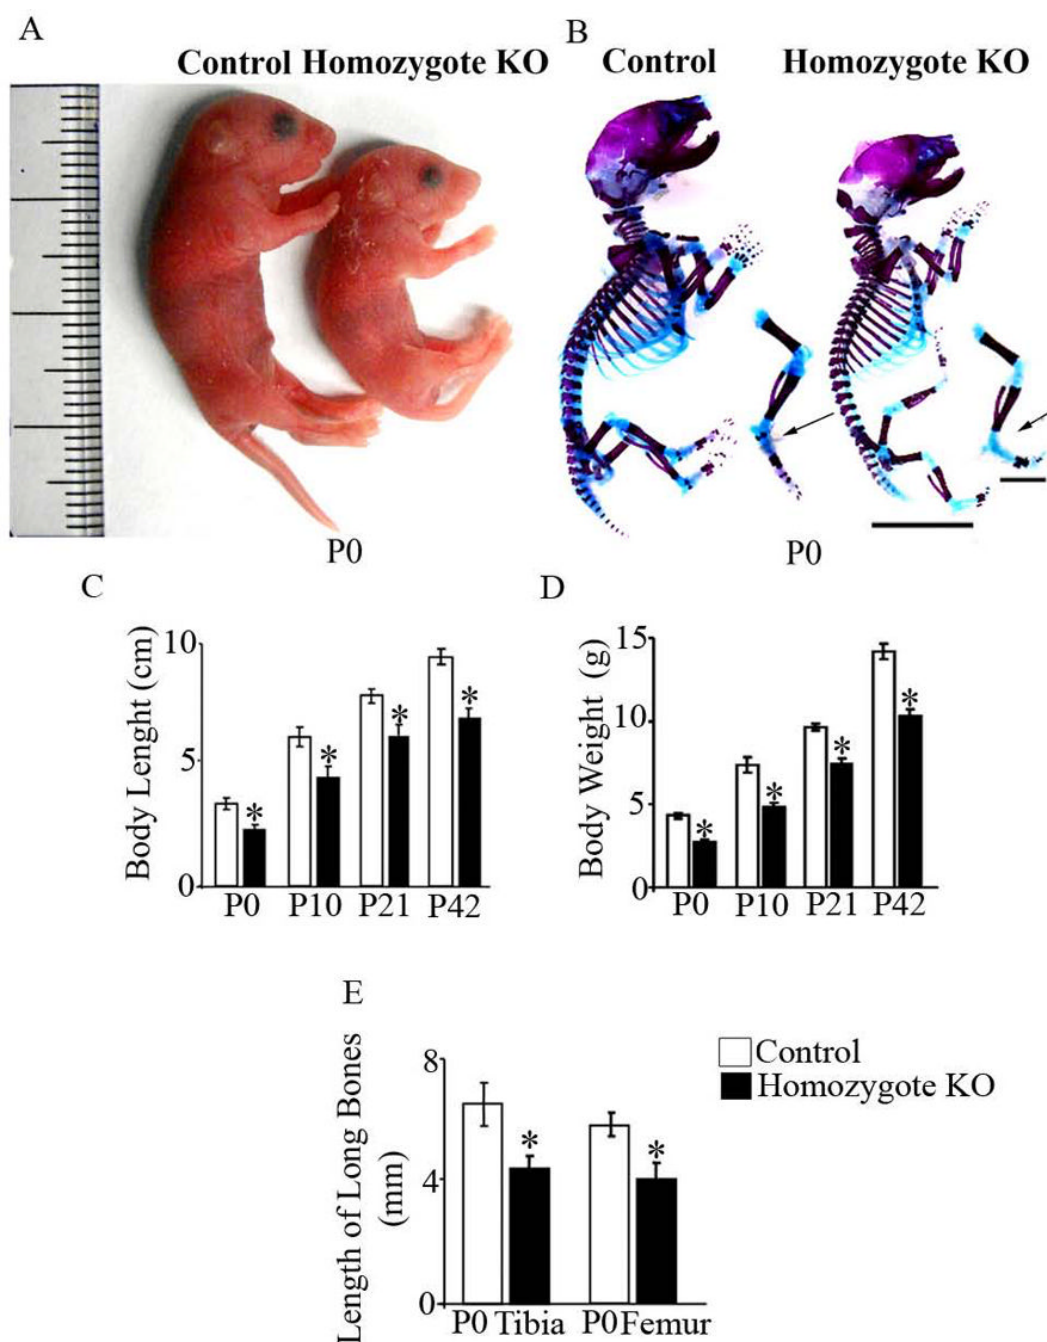 A
B
Control Homozygote KO
Control
Homozygote KO
P0
P0
C
D
Body Lenght (cm)
10
5
0
P0 P10 P21 P42
Body Weight (g)
15
10
5
0
P0 P10 P21 P42
* * * *
* * * *
E
Length of Long Bones
(mm)
8
4
0
* *
P0 Tibia P0 Femur
Control
Homozygote KO